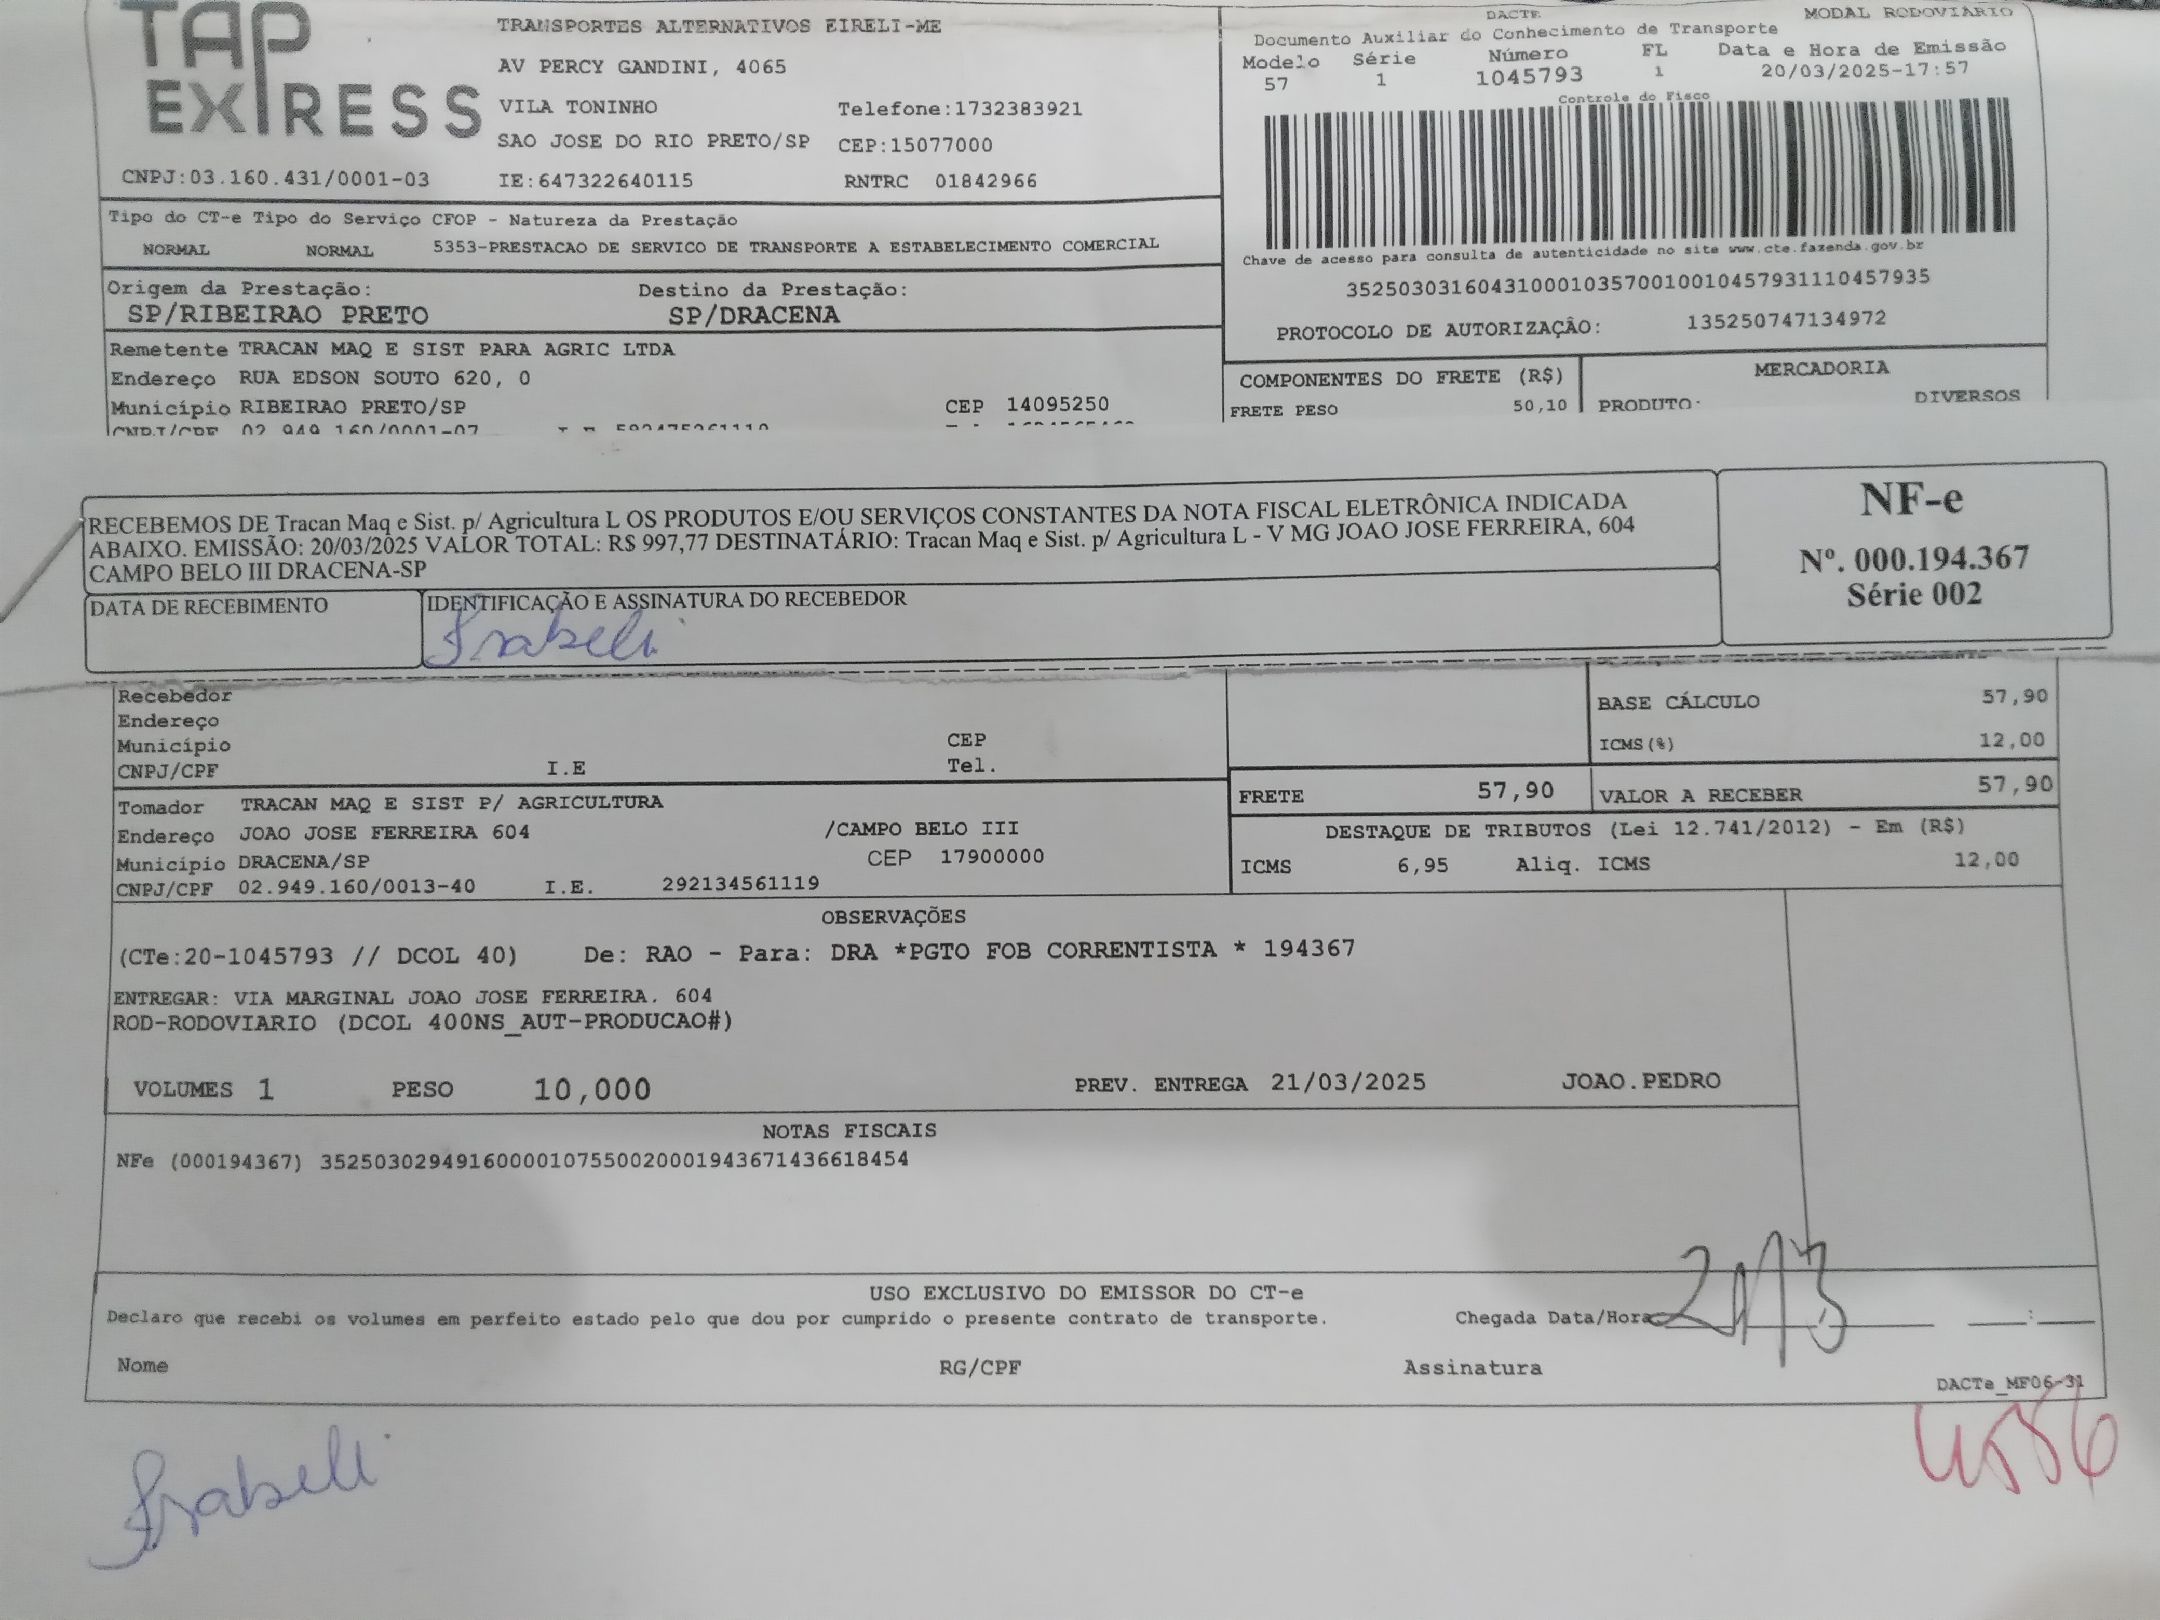 TAP
EXPRESS
TRANSPORTES ALTERNATIVOS EIRELI-ME
AV PERCY GANDINI, 4065
VILA TONINHO Telefone:1732383921
SAO JOSE DO RIO PRETO/SP CEP:15077000
CNPJ:03.160.431/0001-03 IE:647322640115 RNTRC 01842966
DACTE MODAL RODOVIÁRIO
Documento Auxiliar do Conhecimento de Transporte
Modelo Série Número FL Data e Hora de Emissão
57 1 1045793 1 20/03/2025-17:57
Controle do Fisco
Chave de acesso para consulta de autenticidade no site www.cte.fazenda.gov.br
35250303160431000103570010010457931110457935
PROTOCOLO DE AUTORIZAÇÃO: 135250747134972
Tipo do CT-e Tipo do Serviço CFOP - Natureza da Prestação
NORMAL NORMAL 5353-PRESTACAO DE SERVICO DE TRANSPORTE A ESTABELECIMENTO COMERCIAL
Origem da Prestação: Destino da Prestação:
SP/RIBEIRAO PRETO SP/DRACENA
Remetente TRACAN MAQ E SIST PARA AGRIC LTDA
Endereço RUA EDSON SOUTO 620, 0
Município RIBEIRAO PRETO/SP CEP 14095250
CNPJ/CPF 02.949.160/0001-07
COMPONENTES DO FRETE (R$) MERCADORIA
FRETE PESO 50,10 PRODUTO: DIVERSOS
RECEBEMOS DE Tracan Maq e Sist. p/ Agricultura L OS PRODUTOS E/OU SERVIÇOS CONSTANTES DA NOTA FISCAL ELETRÔNICA INDICADA
ABAIXO. EMISSÃO: 20/03/2025 VALOR TOTAL: R$ 997,77 DESTINATÁRIO: Tracan Maq e Sist. p/ Agricultura L - V MG JOAO JOSE FERREIRA, 604
CAMPO BELO III DRACENA-SP
NF-e
Nº. 000.194.367
Série 002
DATA DE RECEBIMENTO IDENTIFICAÇÃO E ASSINATURA DO RECEBEDOR
Isabeli
Recebedor
Endereço
Município CEP
CNPJ/CPF I.E Tel.
BASE CÁLCULO 57,90
ICMS(%) 12,00
FRETE 57,90 VALOR A RECEBER 57,90
Tomador TRACAN MAQ E SIST P/ AGRICULTURA
Endereço JOAO JOSE FERREIRA 604 /CAMPO BELO III
Município DRACENA/SP CEP 17900000
CNPJ/CPF 02.949.160/0013-40 I.E. 292134561119
DESTAQUE DE TRIBUTOS (Lei 12.741/2012) - Em (R$)
ICMS 6,95 Aliq. ICMS 12,00
OBSERVAÇÕES
(CTe:20-1045793 // DCOL 40) De: RAO - Para: DRA *PGTO FOB CORRENTISTA * 194367
ENTREGAR: VIA MARGINAL JOAO JOSE FERREIRA. 604
ROD-RODOVIARIO (DCOL 400NS_AUT-PRODUCAO#)
VOLUMES 1 PESO 10,000 PREV. ENTREGA 21/03/2025 JOAO.PEDRO
NOTAS FISCAIS
NFe (000194367) 35250302949160000107550020001943671436618454
USO EXCLUSIVO DO EMISSOR DO CT-e
Declaro que recebi os volumes em perfeito estado pelo que dou por cumprido o presente contrato de transporte. Chegada Data/Hora : 
Nome RG/CPF Assinatura
DACTe_MF06-31
Isabeli